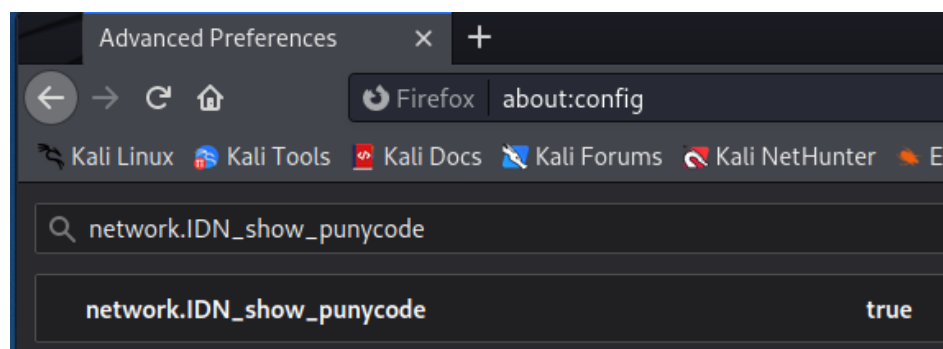 Advanced Preferences
Firefox about:config
Kali Linux Kali Tools Kali Docs Kali Forums Kali NetHunter E
network.IDN_show_punycode
network.IDN_show_punycode true